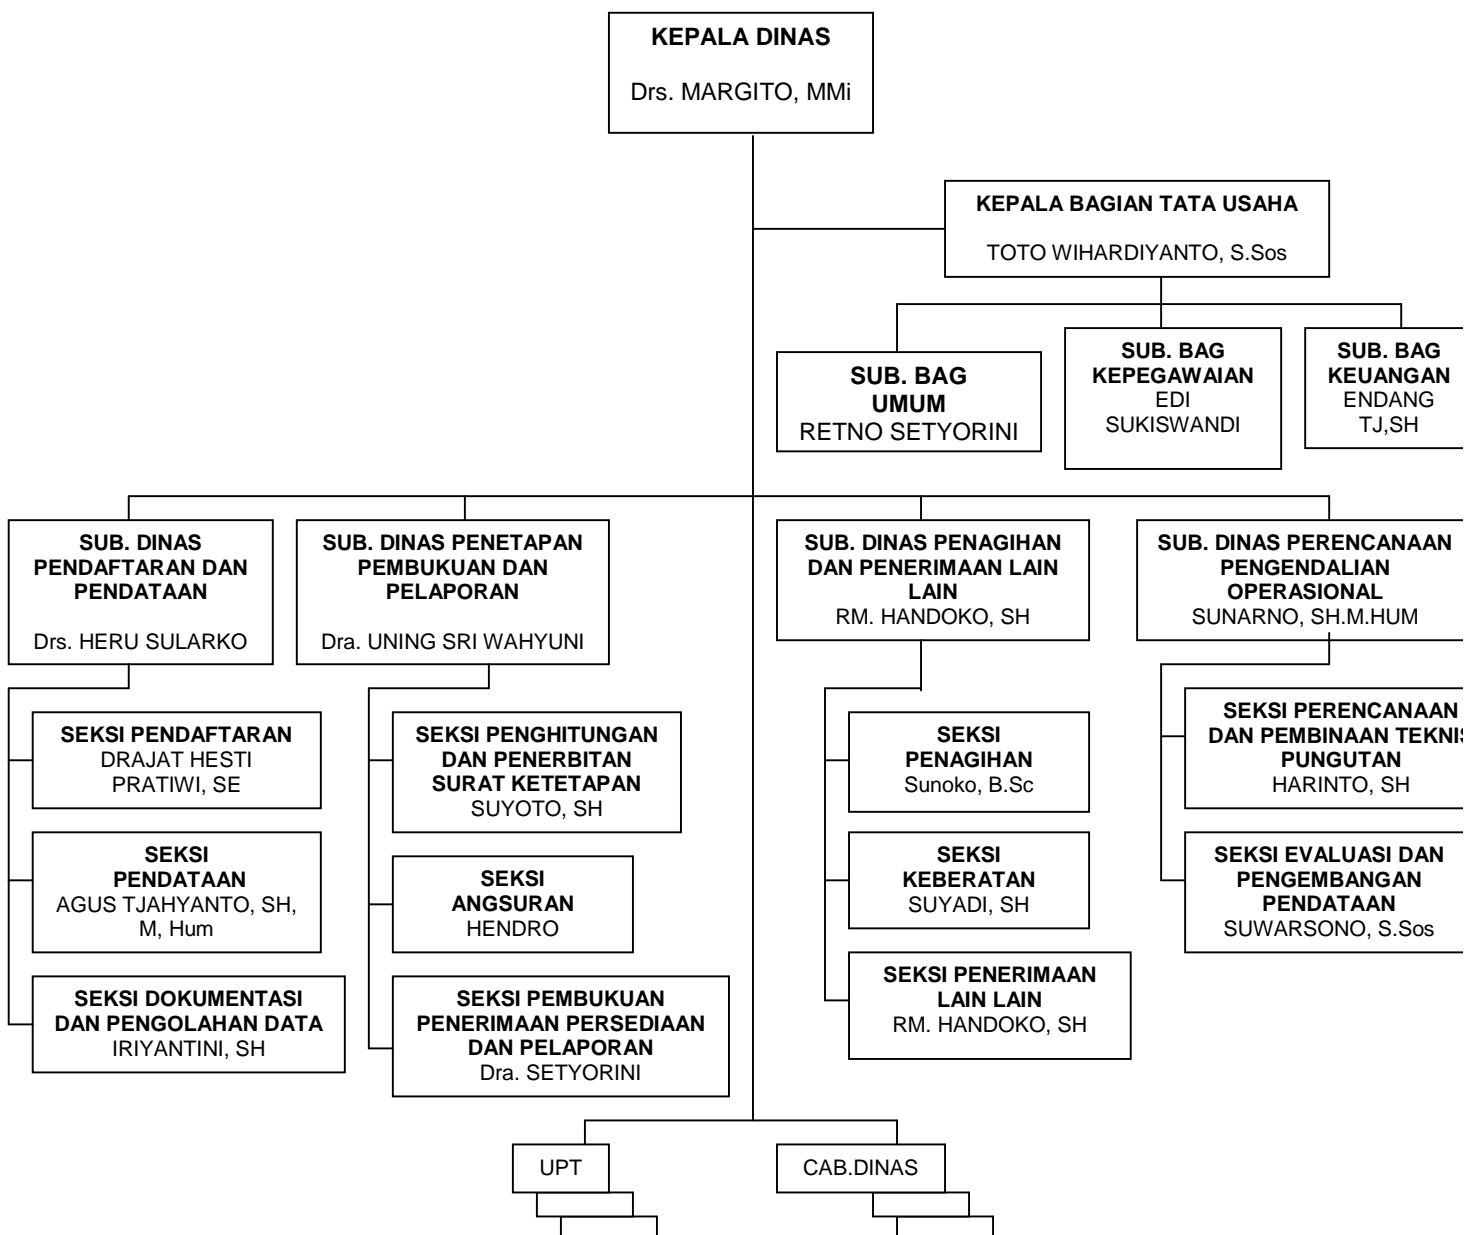 KEPALA DINAS
Drs. MARGITO, MMi
KEPALA BAGIAN TATA USAHA
TOTO WIHARDIYANTO, S.Sos
SUB. BAG
UMUM
RETNO SETYORINI
SUB. BAG
KEPEGAWAIAN
EDI
SUKISWANDI
SUB. BAG
KEUANGAN
ENDANG
TJ,SH
SUB. DINAS
PENDAFTARAN DAN
PENDATAAN
Drs. HERU SULARKO
SUB. DINAS PENETAPAN
PEMBUKUAN DAN
PELAPORAN
Dra. UNING SRI WAHYUNI
SUB. DINAS PENAGIHAN
DAN PENERIMAAN LAIN
LAIN
RM. HANDOKO, SH
SUB. DINAS PERENCANAAN
PENGENDALIAN
OPERASIONAL
SUNARNO, SH.M.HUM
SEKSI PENDAFTARAN
DRAJAT HESTI
PRATIWI, SE
SEKSI
PENDATAAN
AGUS TJAHYANTO, SH,
M, Hum
SEKSI DOKUMENTASI
DAN PENGOLAHAN DATA
IRIYANTINI, SH
SEKSI PENGHITUNGAN
DAN PENERBITAN
SURAT KETETAPAN
SUYOTO, SH
SEKSI
ANGSURAN
HENDRO
SEKSI PEMBUKUAN
PENERIMAAN PERSEDIAAN
DAN PELAPORAN
Dra. SETYORINI
SEKSI
PENAGIHAN
Sunoko, B.Sc
SEKSI
KEBERATAN
SUYADI, SH
SEKSI PENERIMAAN
LAIN LAIN
RM. HANDOKO, SH
SEKSI PERENCANAAN
DAN PEMBINAAN TEKNIS
PUNGUTAN
HARINTO, SH
SEKSI EVALUASI DAN
PENGEMBANGAN
PENDATAAN
SUWARSONO, S.Sos
UPT
CAB.DINAS